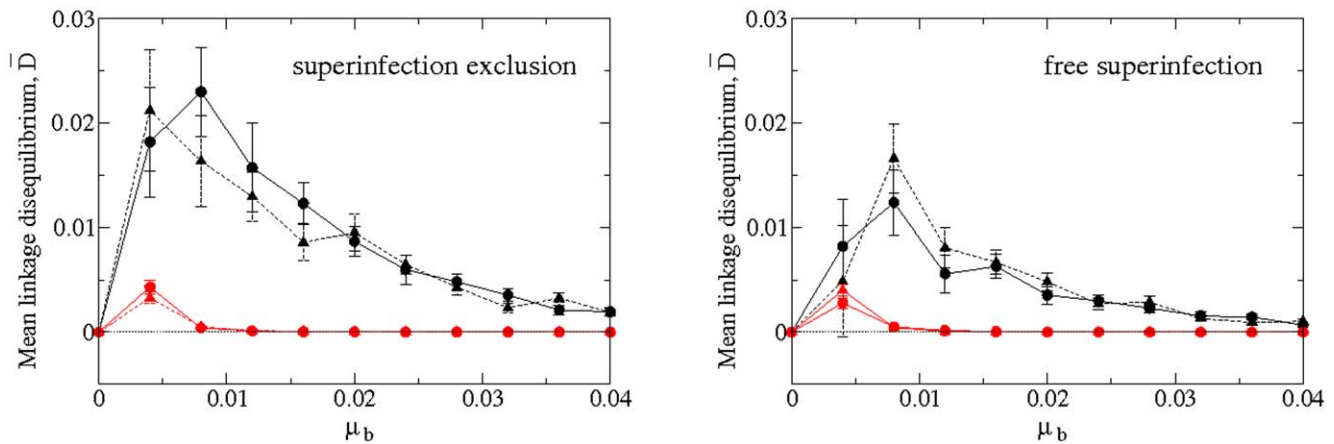 0.03
0.02
0.01
0
Mean linkage disequilibrium, D̄
superinfection exclusion
0 0.01 0.02 0.03 0.04
μb
0.03
0.02
0.01
0
Mean linkage disequilibrium, D̄
free superinfection
0 0.01 0.02 0.03 0.04
μb